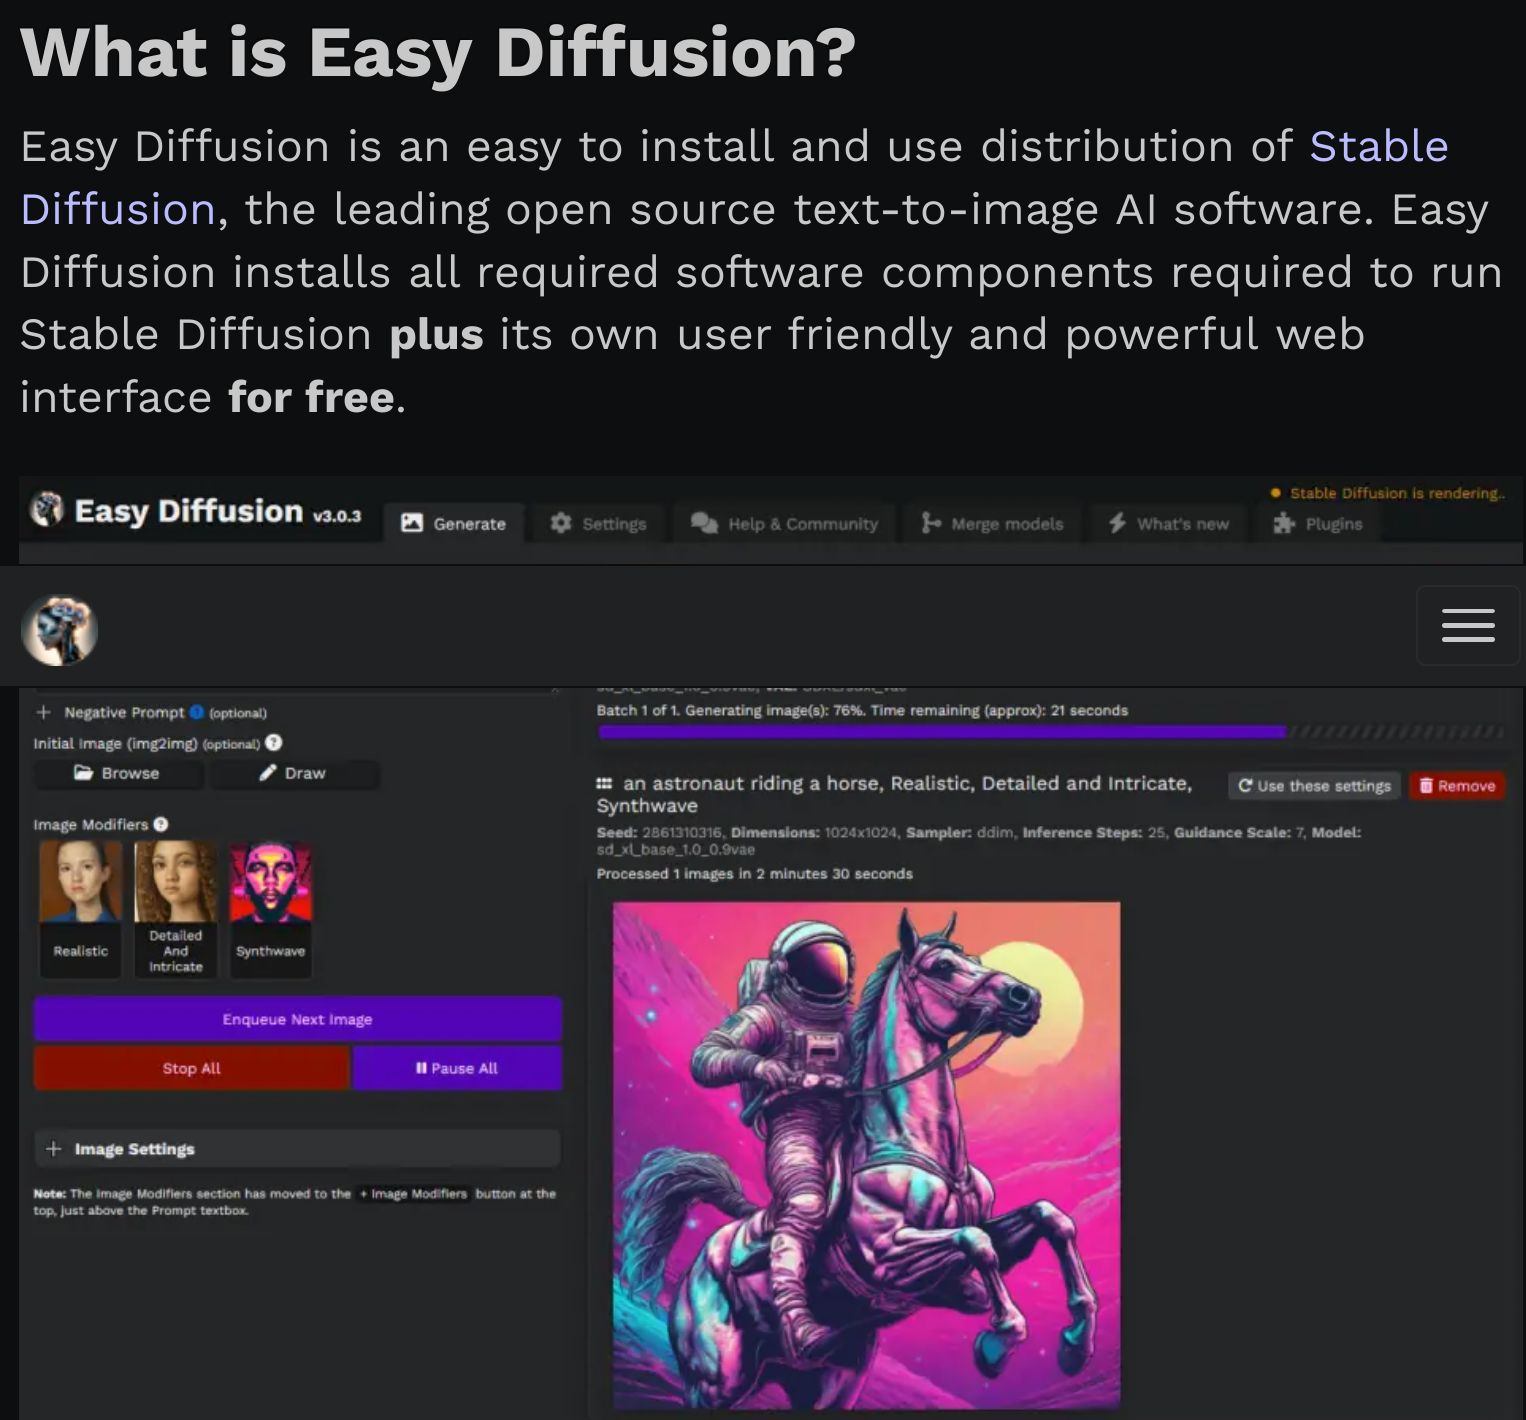 What is Easy Diffusion?
Easy Diffusion is an easy to install and use distribution of Stable
Diffusion, the leading open source text-to-image AI software. Easy
Diffusion installs all required software components required to run
Stable Diffusion plus its own user friendly and powerful web
interface for free.
Easy Diffusion v3.0.3
Generate
Settings
Help & Community
Merge models
What's new
Plugins
Stable Diffusion is rendering..
Negative Prompt (optional)
Initial Image (img2img) (optional) ?
Browse
Draw
Image Modifiers ?
Realistic
Detailed
And
Intricate
Synthwave
Enqueue Next Image
Stop All
Pause All
+ Image Settings
Note: The Image Modifiers section has moved to the + Image Modifiers button at the
top, just above the Prompt textbox.
Batch 1 of 1. Generating image(s): 76%. Time remaining (approx): 21 seconds
an astronaut riding a horse, Realistic, Detailed and Intricate,
Synthwave
Use these settings
Remove
Seed: 2861310316, Dimensions: 1024x1024, Sampler: ddim, Inference Steps: 25, Guidance Scale: 7, Model:
sd_xl_base_1.0_0.9vae
Processed 1 images in 2 minutes 30 seconds